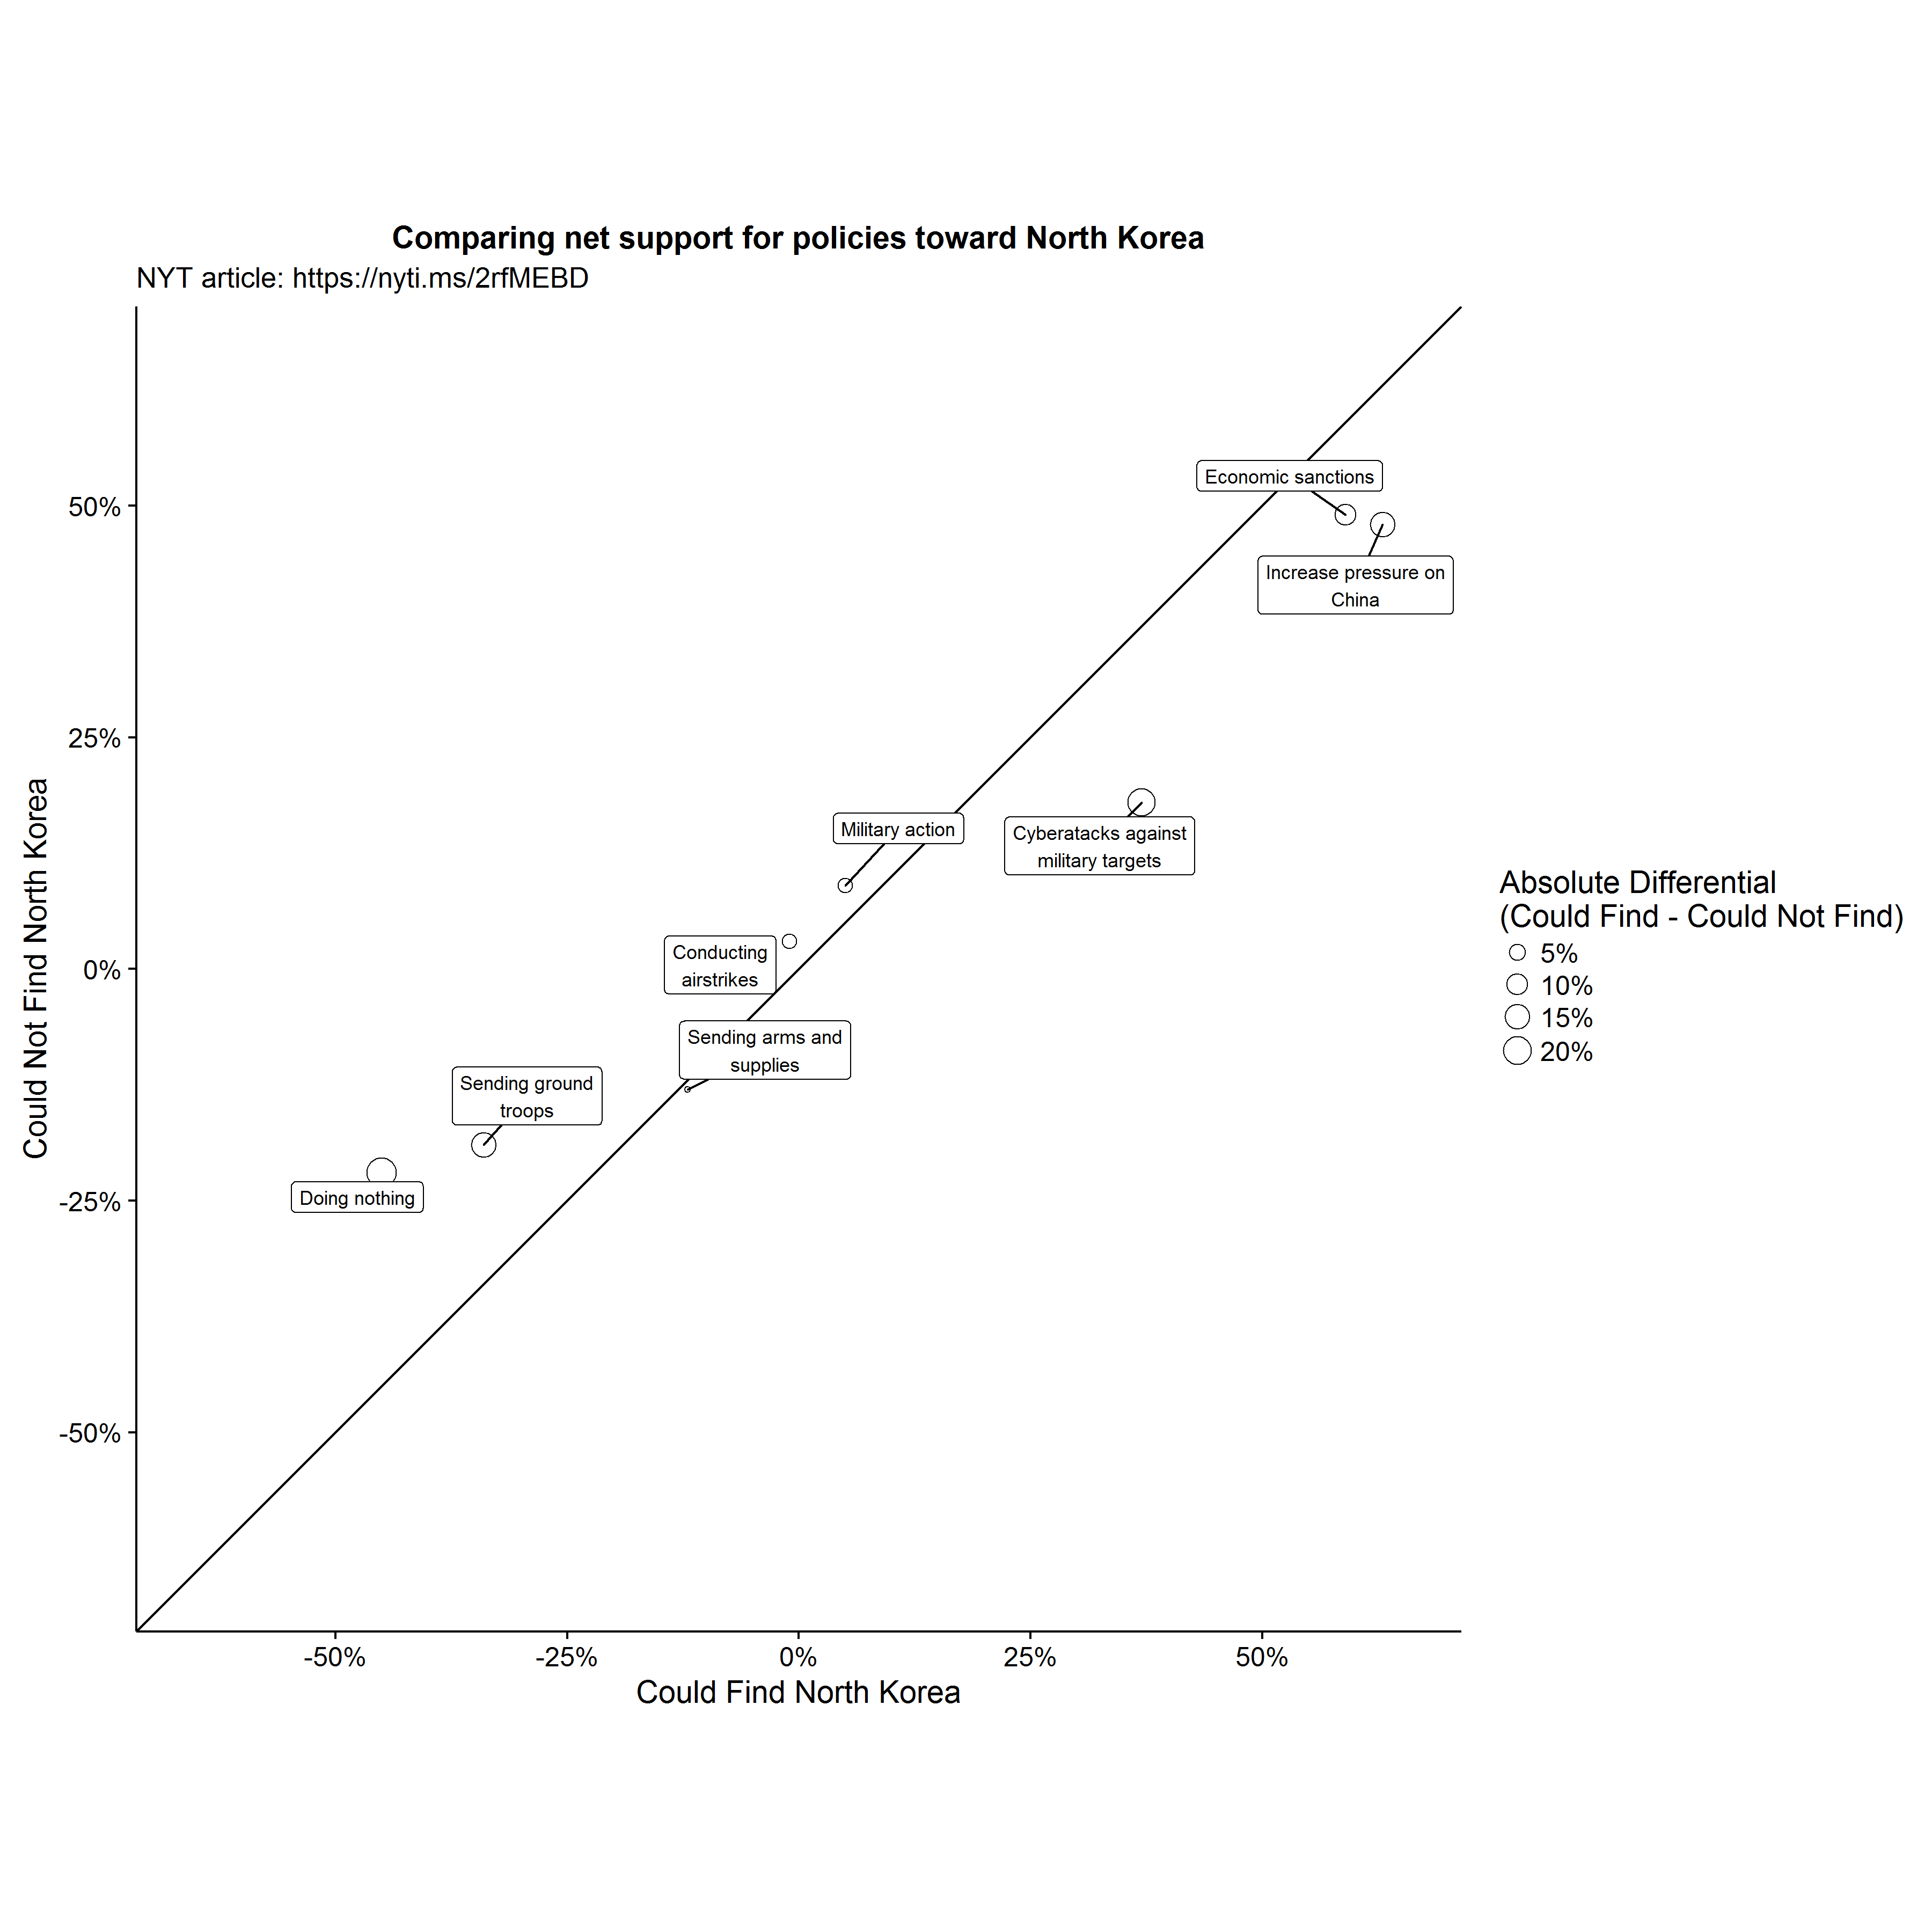 Comparing net support for policies toward North Korea
NYT article: https://nyti.ms/2rfMEBD
Could Not Find North Korea
50%
25%
0%
-25%
-50%
Economic sanctions
Increase pressure on
China
Military action
Cyberatacks against
military targets
Conducting
airstrikes
Sending arms and
supplies
Sending ground
troops
Doing nothing
-50%
-25%
0%
25%
50%
Could Find North Korea
Absolute Differential
(Could Find - Could Not Find)
5%
10%
15%
20%